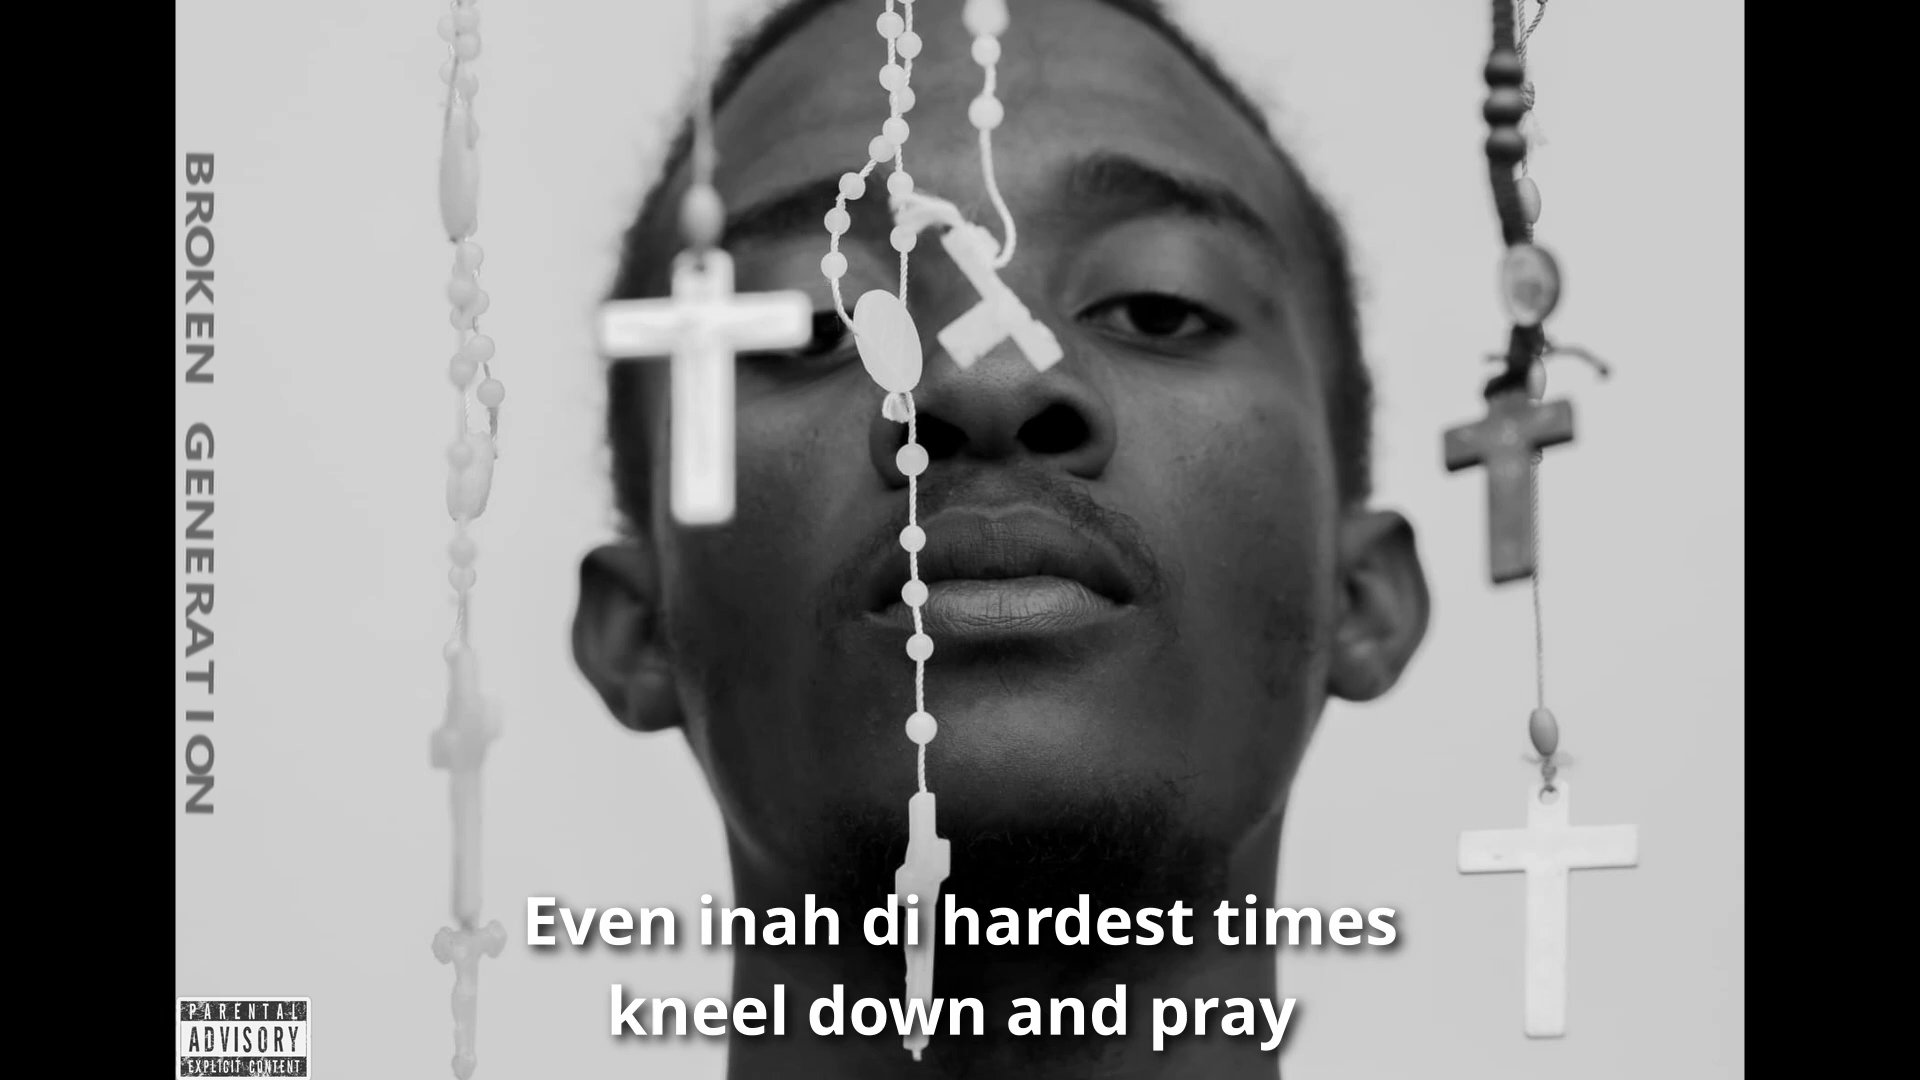 BROKEN GENERATION
PARENTAL
ADVISORY
EXPLICIT CONTENT
Even inah di hardest times
kneel down and pray